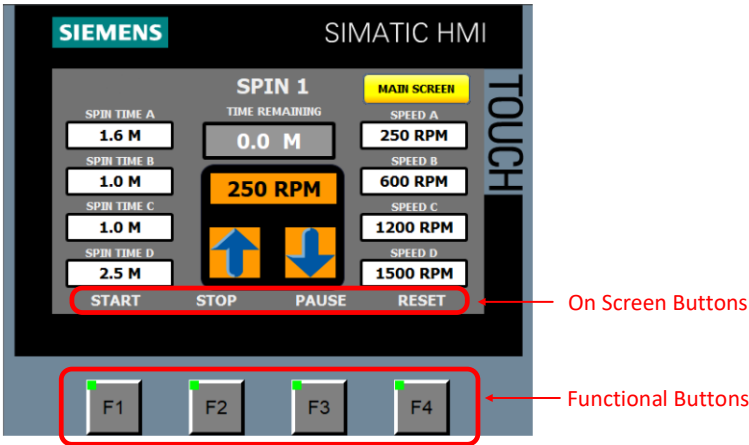 SIEMENS
SIMATIC HMI
TOUCH
SPIN 1
MAIN SCREEN
SPIN TIME A
TIME REMAINING
SPEED A
1.6 M
0.0 M
250 RPM
SPIN TIME B
SPEED B
1.0 M
250 RPM
600 RPM
SPIN TIME C
SPEED C
1.0 M
1200 RPM
SPIN TIME D
SPEED D
2.5 M
1500 RPM
START STOP PAUSE RESET
On Screen Buttons
F1 F2 F3 F4
Functional Buttons